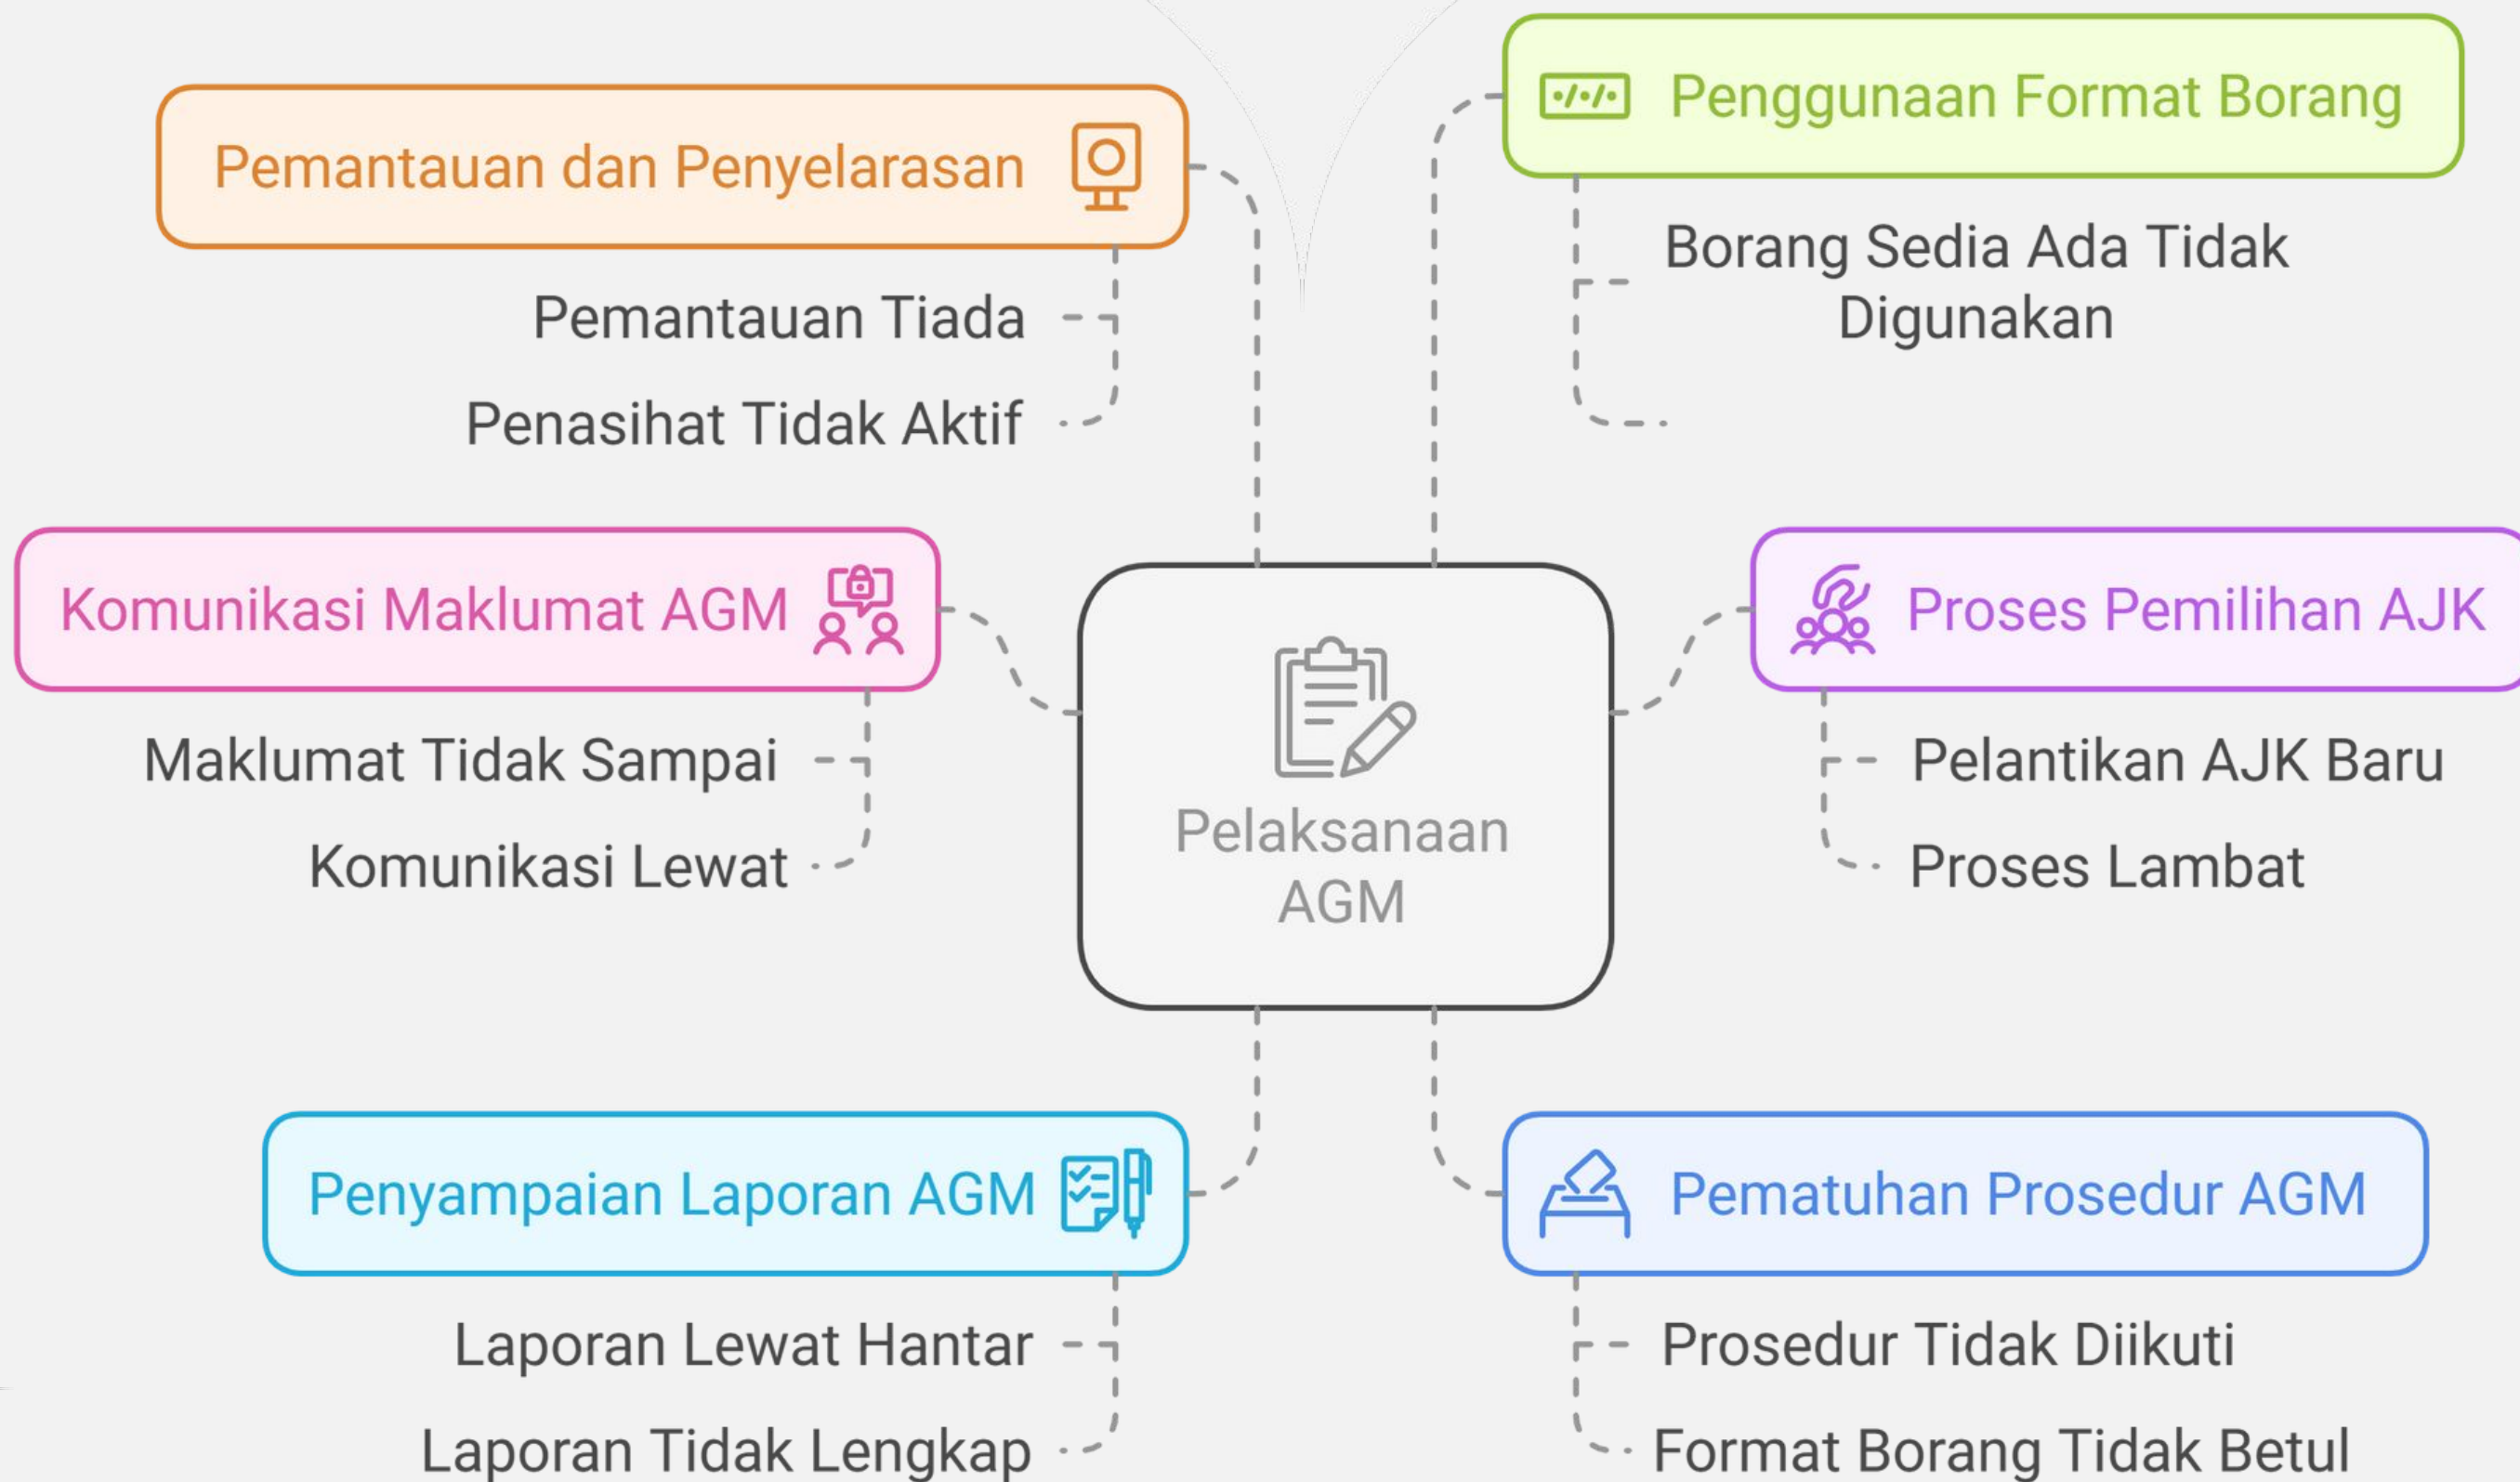 Pemantauan dan Penyelarasan
Pemantauan Tiada
Penasihat Tidak Aktif
Penggunaan Format Borang
Borang Sedia Ada Tidak
Digunakan
Komunikasi Maklumat AGM
Maklumat Tidak Sampai
Komunikasi Lewat
Pelaksanaan
AGM
Proses Pemilihan AJK
Pelantikan AJK Baru
Proses Lambat
Penyampaian Laporan AGM
Laporan Lewat Hantar
Laporan Tidak Lengkap
Pematuhan Prosedur AGM
Prosedur Tidak Diikuti
Format Borang Tidak Betul